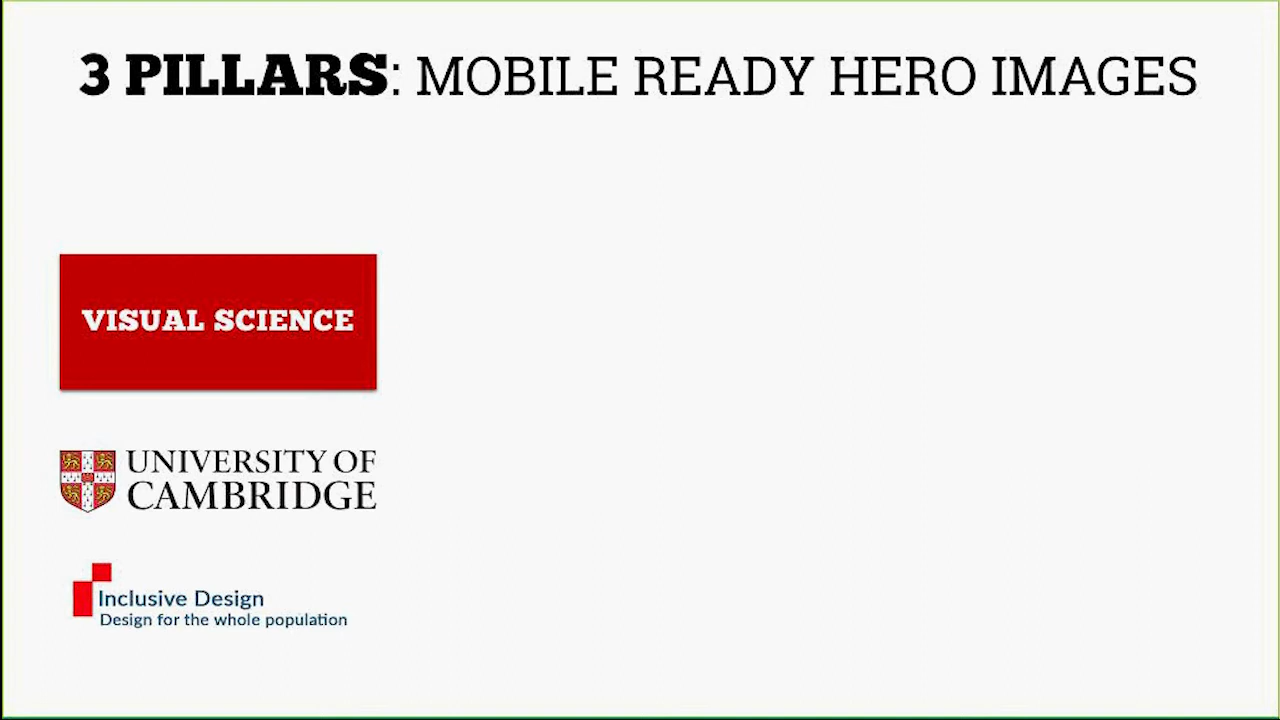 3 PILLARS: MOBILE READY HERO IMAGES
VISUAL SCIENCE
UNIVERSITY OF
CAMBRIDGE
Inclusive Design
Design for the whole population